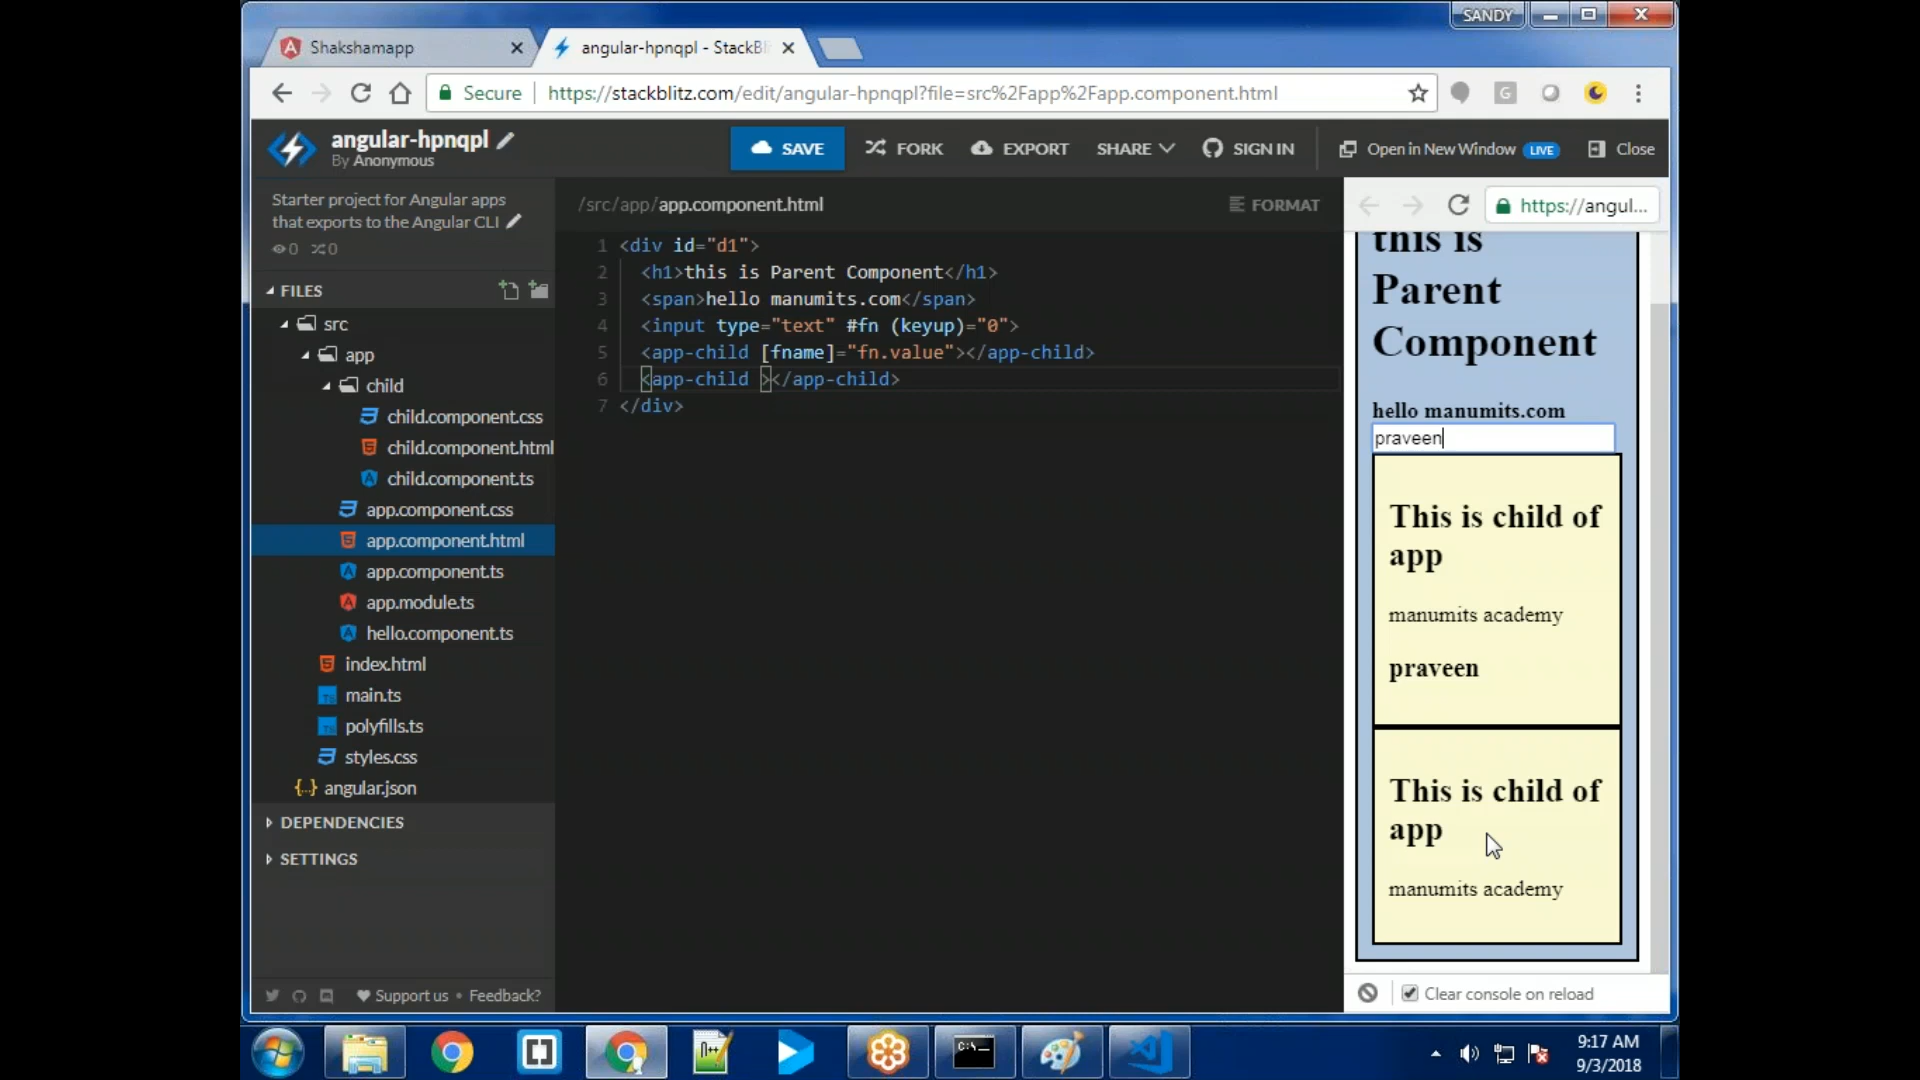 SANDY
Shakshamapp
angular-hpnqpl - StackBl
Secure
https://stackblitz.com/edit/angular-hpnqpl?file=src%2Fapp%2Fapp.component.html
angular-hpnqpl
By Anonymous
SAVE
FORK
EXPORT
SHARE
SIGN IN
Open in New Window
LIVE
Close
Starter project for Angular apps
that exports to the Angular CLI
0
0
FILES
src
app
child
child.component.css
child.component.html
child.component.ts
app.component.css
app.component.html
app.component.ts
app.module.ts
hello.component.ts
index.html
main.ts
polyfills.ts
styles.css
angular.json
DEPENDENCIES
SETTINGS
Support us • Feedback?
/src/app/app.component.html
FORMAT
1 <div id="d1">
2 <h1>this is Parent Component</h1>
3 <span>hello manumits.com</span>
4 <input type="text" #fn (keyup)="0">
5 <app-child [fname]="fn.value"></app-child>
6 <app-child ></app-child>
7 </div>
https://angul...
this is
Parent
Component
hello manumits.com
praveen
This is child of
app
manumits academy
praveen
This is child of
app
manumits academy
Clear console on reload
9:17 AM
9/3/2018